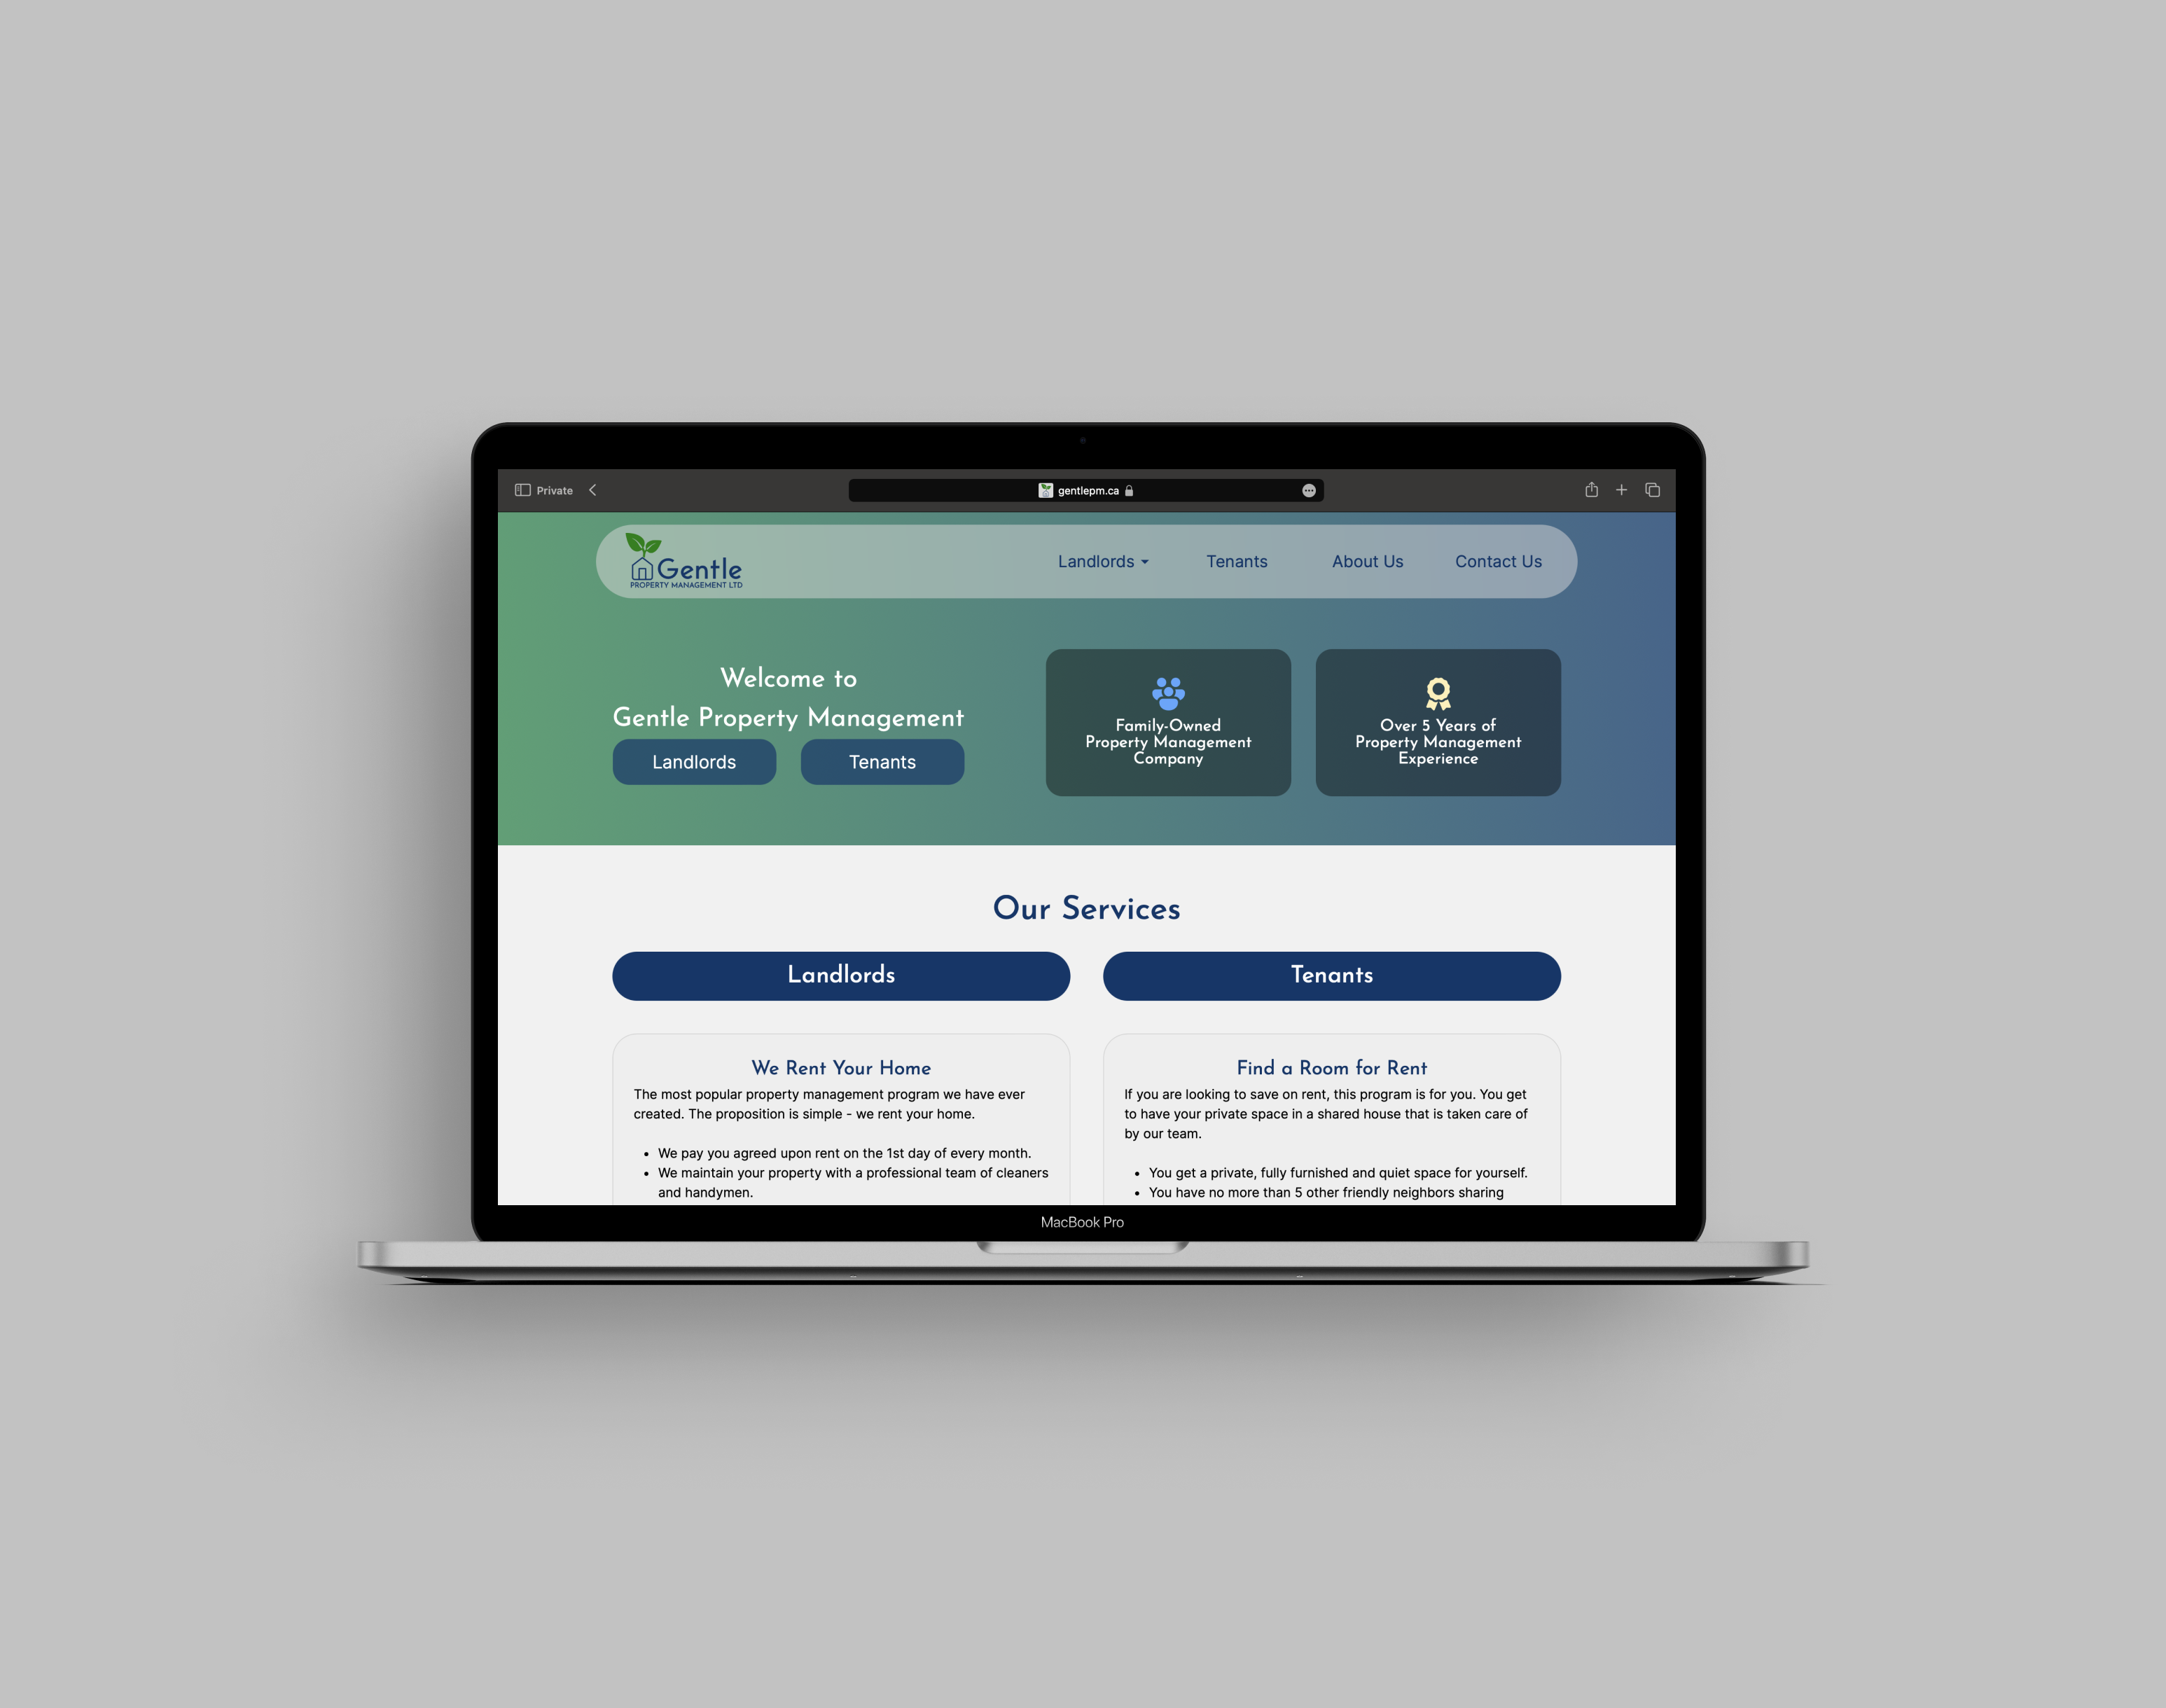 Private
gentlepm.ca
Gentle
PROPERTY MANAGEMENT LTD
Landlords
Tenants
About Us
Contact Us
Welcome to
Gentle Property Management
Landlords
Tenants
Family-Owned
Property Management
Company
Over 5 Years of
Property Management
Experience
Our Services
Landlords
Tenants
We Rent Your Home
The most popular property management program we have ever
created. The proposition is simple - we rent your home.
• We pay you agreed upon rent on the 1st day of every month.
• We maintain your property with a professional team of cleaners
and handymen.
Find a Room for Rent
If you are looking to save on rent, this program is for you. You get
to have your private space in a shared house that is taken care of
by our team.
• You get a private, fully furnished and quiet space for yourself.
• You have no more than 5 other friendly neighbors sharing
MacBook Pro